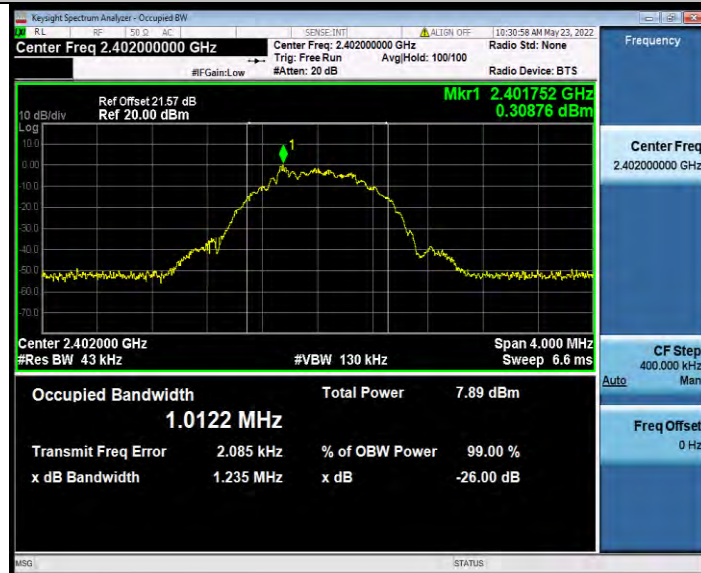 Keysight Spectrum Analyzer - Occupied BW
RL RF 50 Ω AC SENSE:INT ALIGN OFF 10:30:58 AM May 23, 2022
Center Freq 2.402000000 GHz Center Freq: 2.402000000 GHz Radio Std: None
Trig: Free Run Avg|Hold: 100/100
#IFGain:Low #Atten: 20 dB Radio Device: BTS
Frequency
Ref Offset 21.57 dB Mkr1 2.401752 GHz
10 dB/div Ref 20.00 dBm 0.30876 dBm
Log
10.0
0.00
-10.0
-20.0
-30.0
-40.0
-50.0
-60.0
-70.0
1
Center 2.402000 GHz Span 4.000 MHz
#Res BW 43 kHz #VBW 130 kHz Sweep 6.6 ms
Occupied Bandwidth Total Power 7.89 dBm
1.0122 MHz
Transmit Freq Error 2.085 kHz % of OBW Power 99.00 %
x dB Bandwidth 1.235 MHz x dB -26.00 dB
Center Freq
2.402000000 GHz
CF Step
400.000 kHz
Auto Man
Freq Offset
0 Hz
MSG STATUS